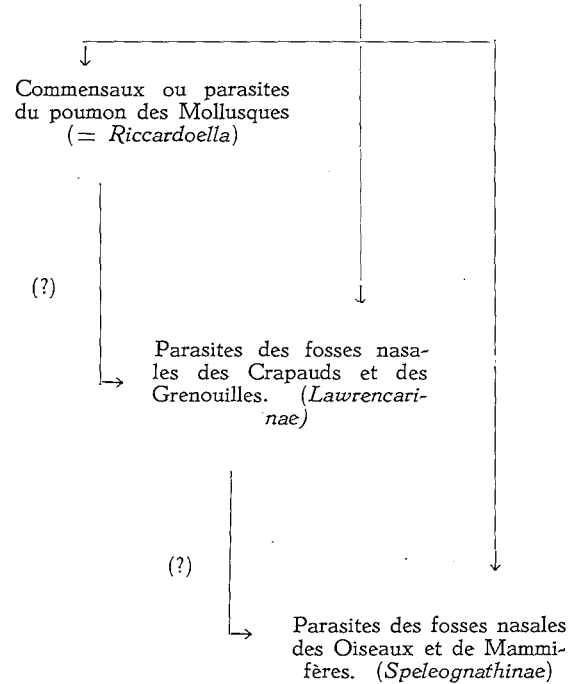 Commensaux ou parasites
du poumon des Mollusques
(= Riccardoella)
(?)
Parasites des fosses nasa-
les des Crapauds et des
Grenouilles. (Lawrencari-
nae)
(?)
Parasites des fosses nasales
des Oiseaux et de Mammi-
fères. (Speleognathinae)